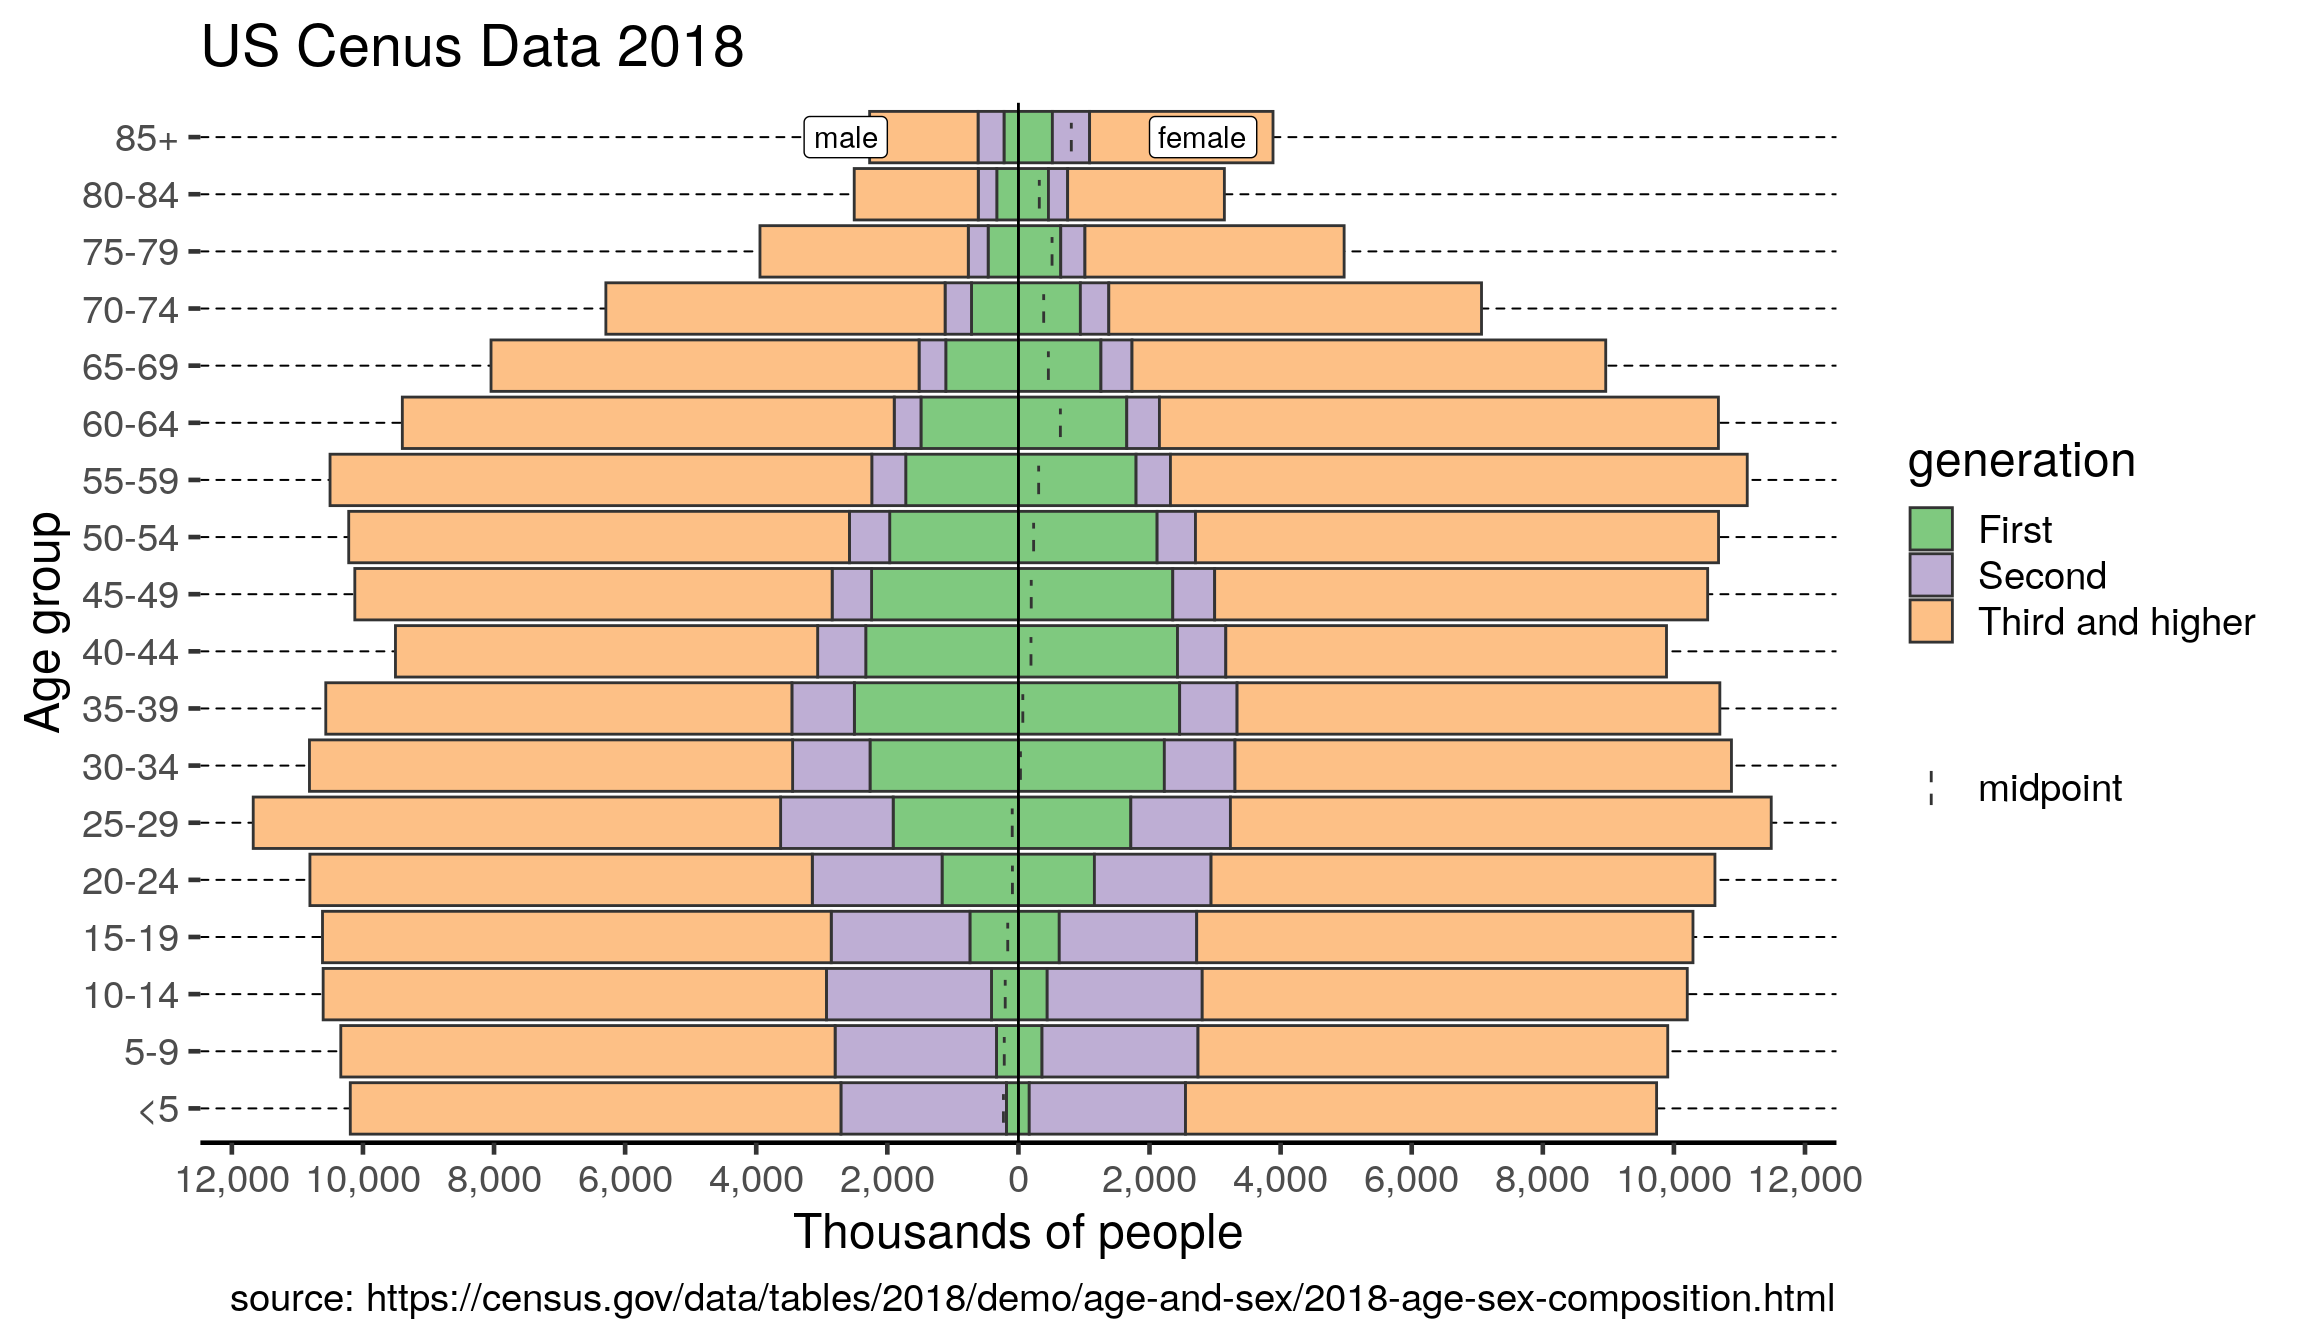 US Cenus Data 2018
85+
male
female
80-84
75-79
70-74
65-69
60-64
55-59
50-54
45-49
40-44
35-39
30-34
25-29
20-24
15-19
10-14
5-9
<5
Age group
12,000 10,000 8,000 6,000 4,000 2,000 0 2,000 4,000 6,000 8,000 10,000 12,000
Thousands of people
source: https://census.gov/data/tables/2018/demo/age-and-sex/2018-age-sex-composition.html
generation
First
Second
Third and higher
midpoint